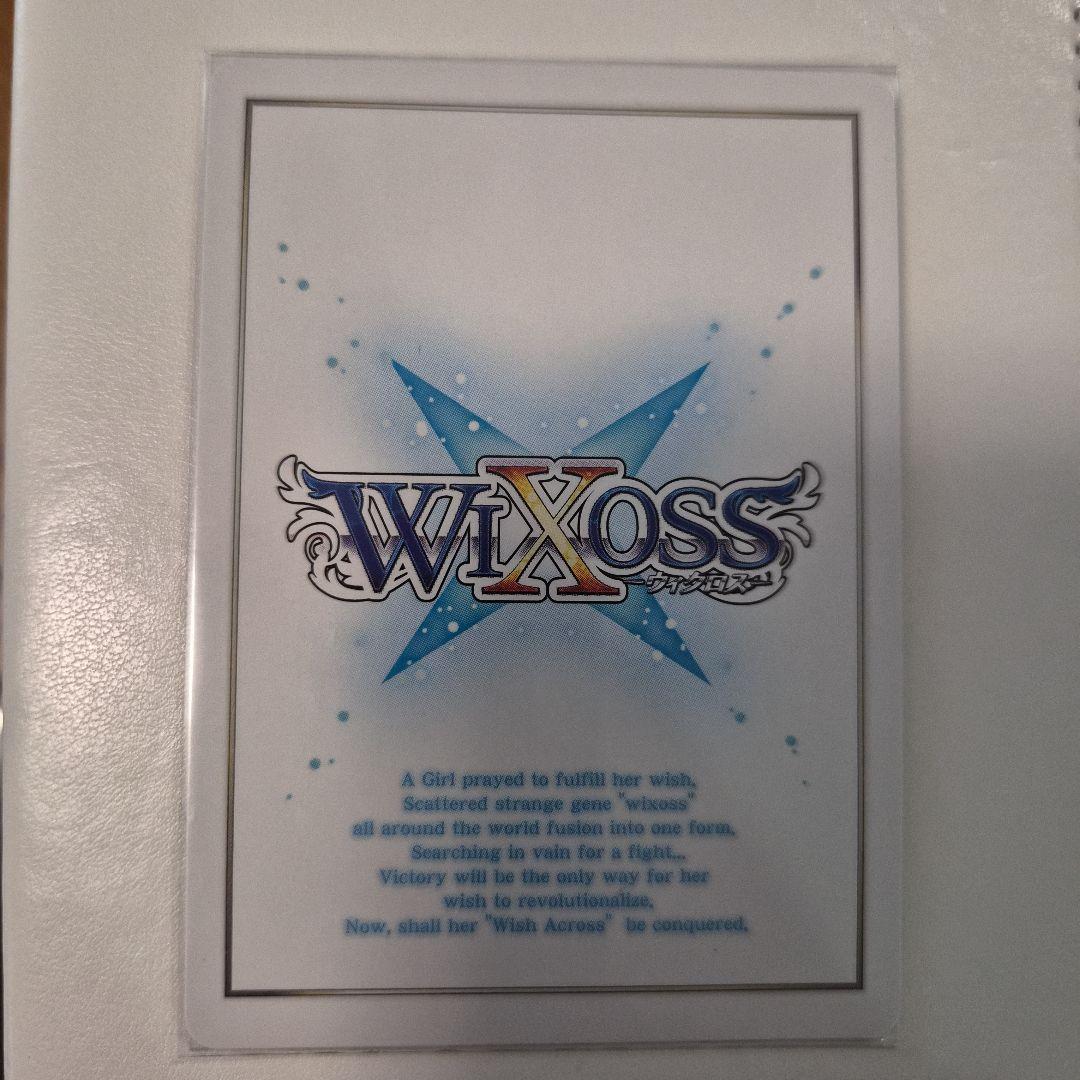 WIXOSS
ウィクロス
A Girl prayed to fulfill her wish.
Scattered strange gene "wixoss"
all around the world fusion into one form.
Searching in vain for a fight...
Victory will be the only way for her
wish to revolutionalize.
Now, shall her "Wish Across" be conquered.